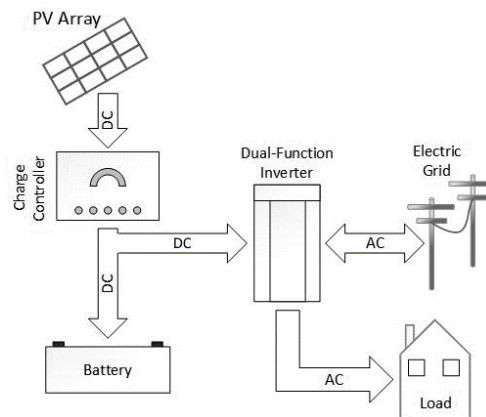 PV Array
DC
Charge
Controller
Dual-Function
Inverter
Electric
Grid
DC
AC
DC
Battery
AC
Load